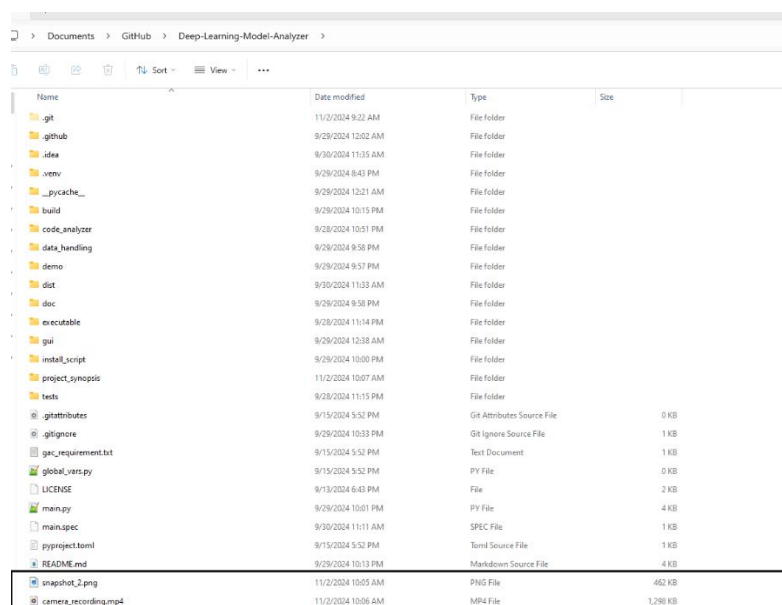 > Documents > GitHub > Deep-Learning-Model-Analyzer >
Sort View ...
Name Date modified Type Size
.git 11/2/2024 9:22 AM File folder
.github 9/29/2024 12:02 AM File folder
.idea 9/30/2024 11:35 AM File folder
.venv 9/29/2024 8:43 PM File folder
__pycache__ 9/29/2024 12:21 AM File folder
build 9/29/2024 10:15 PM File folder
code_analyzer 9/28/2024 10:51 PM File folder
data_handling 9/29/2024 9:58 PM File folder
demo 9/29/2024 9:57 PM File folder
dist 9/30/2024 11:33 AM File folder
doc 9/29/2024 9:58 PM File folder
executable 9/28/2024 11:14 PM File folder
gui 9/29/2024 12:38 AM File folder
install_script 9/29/2024 10:00 PM File folder
project_synopsis 11/2/2024 10:07 AM File folder
tests 9/28/2024 11:15 PM File folder
.gitattributes 9/15/2024 5:52 PM Git Attributes Source File 0 KB
.gitignore 9/29/2024 10:33 PM Git Ignore Source File 1 KB
gac_requirement.txt 9/15/2024 5:52 PM Text Document 1 KB
global_vars.py 9/15/2024 5:52 PM PY File 0 KB
LICENSE 9/13/2024 6:43 PM File 2 KB
main.py 9/29/2024 10:01 PM PY File 4 KB
main.spec 9/30/2024 11:11 AM SPEC File 1 KB
pyproject.toml 9/15/2024 5:52 PM Toml Source File 1 KB
README.md 9/29/2024 10:13 PM Markdown Source File 4 KB
snapshot_2.png 11/2/2024 10:05 AM PNG File 462 KB
camera_recording.mp4 11/2/2024 10:06 AM MP4 File 1,298 KB